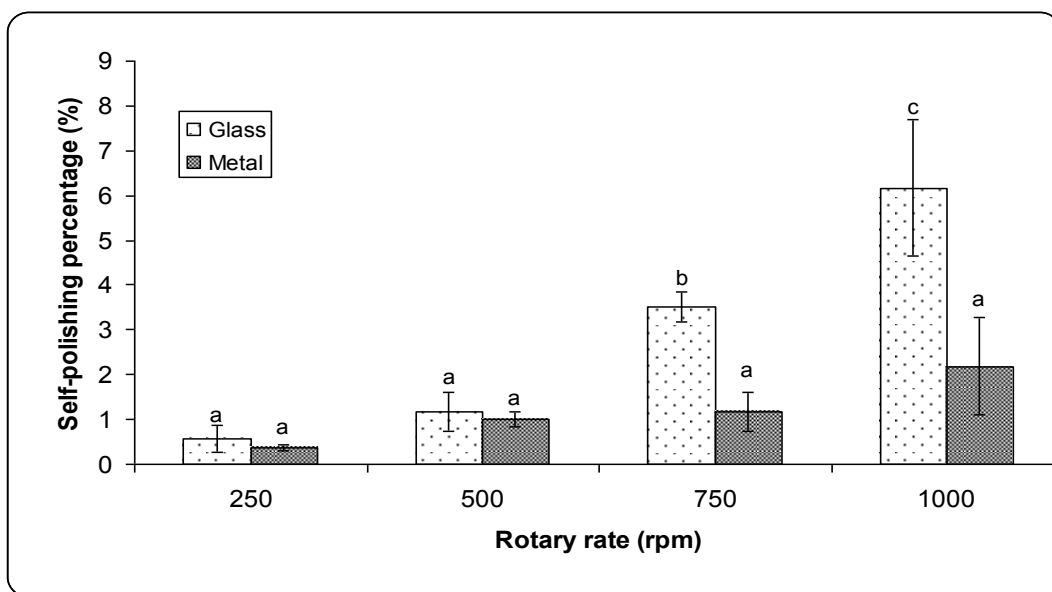 9
8
7
6
5
4
3
2
1
0
Self-polishing percentage (%)
Glass
Metal
a a
a a
b a
c a
250 500 750 1000
Rotary rate (rpm)